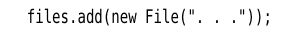 files.add(new File(". . ."));